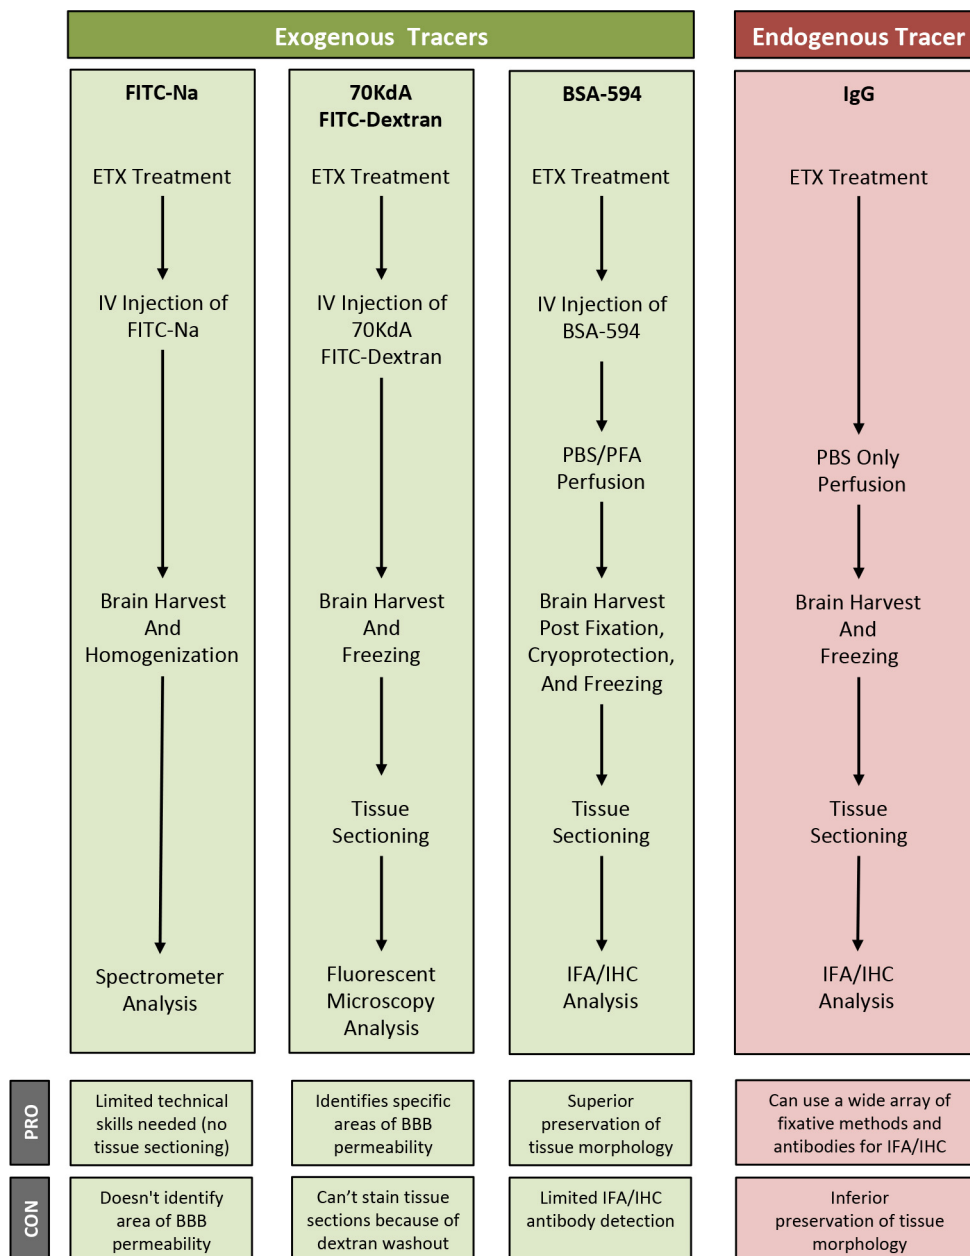 Exogenous Tracers
Endogenous Tracer
FITC-Na
ETX Treatment
IV Injection of
FITC-Na
Brain Harvest
And
Homogenization
Spectrometer
Analysis
70KdA
FITC-Dextran
ETX Treatment
IV Injection of
70KdA
FITC-Dextran
Brain Harvest
And
Freezing
Tissue
Sectioning
Fluorescent
Microscopy
Analysis
BSA-594
ETX Treatment
IV Injection of
BSA-594
PBS/PFA
Perfusion
Brain Harvest
Post Fixation,
Cryoprotection,
And Freezing
Tissue
Sectioning
IFA/IHC
Analysis
IgG
ETX Treatment
PBS Only
Perfusion
Brain Harvest
And
Freezing
Tissue
Sectioning
IFA/IHC
Analysis
PRO
Limited technical
skills needed (no
tissue sectioning)
Identifies specific
areas of BBB
permeability
Superior
preservation of
tissue morphology
Can use a wide array of
fixative methods and
antibodies for IFA/IHC
CON
Doesn't identify
area of BBB
permeability
Can’t stain tissue
sections because of
dextran washout
Limited IFA/IHC
antibody detection
Inferior
preservation of tissue
morphology